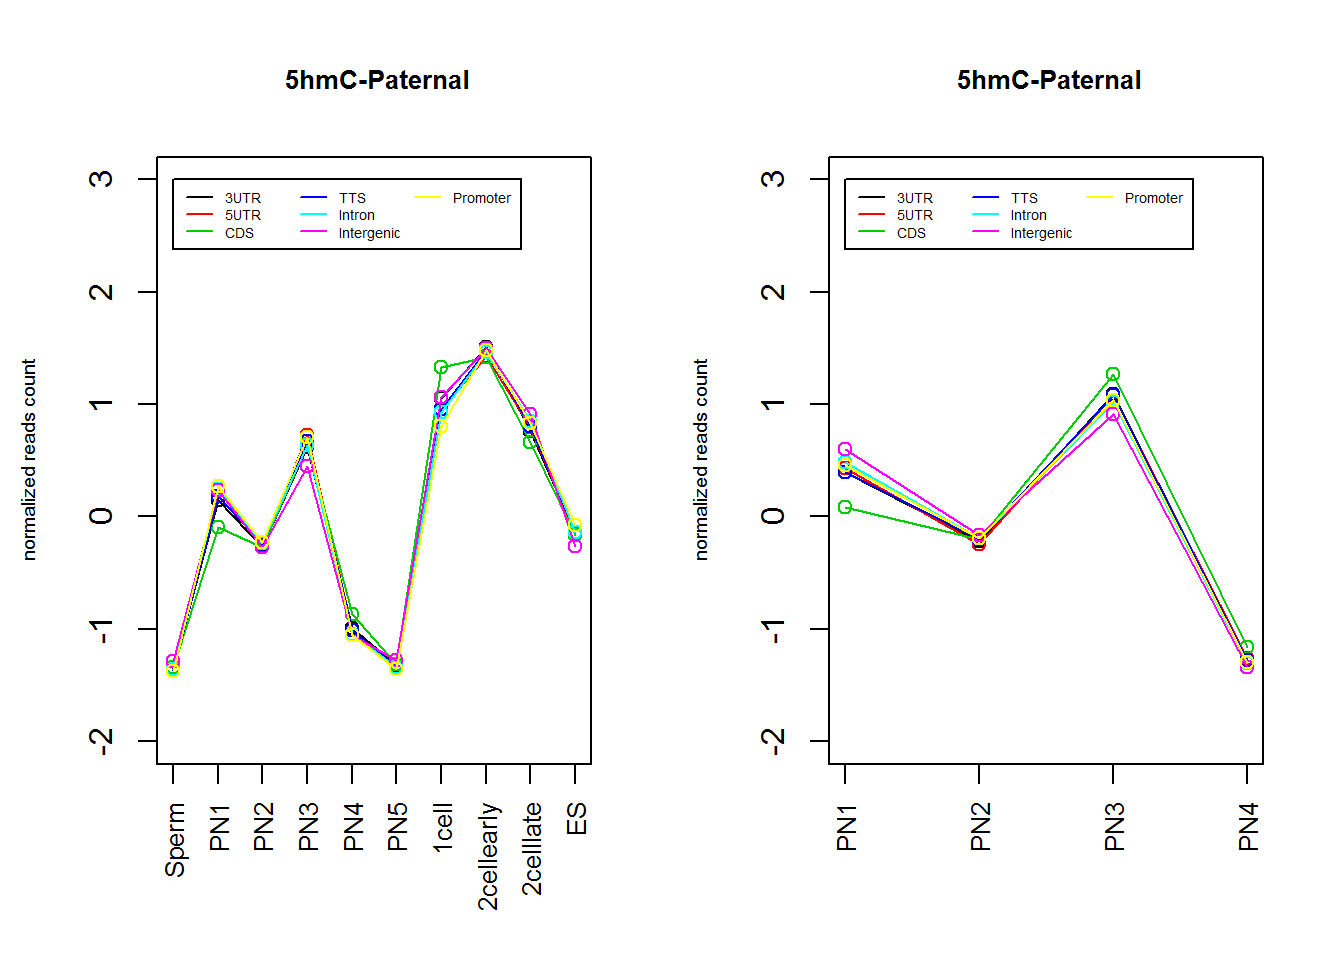 5hmC-Paternal
3UTR TTS Promoter
5UTR Intron
CDS Intergenic
normalized reads count
3
2
1
0
-1
-2
Sperm PN1 PN2 PN3 PN4 PN5 1cell 2cellearly 2celllate ES
5hmC-Paternal
3UTR TTS Promoter
5UTR Intron
CDS Intergenic
normalized reads count
3
2
1
0
-1
-2
PN1 PN2 PN3 PN4